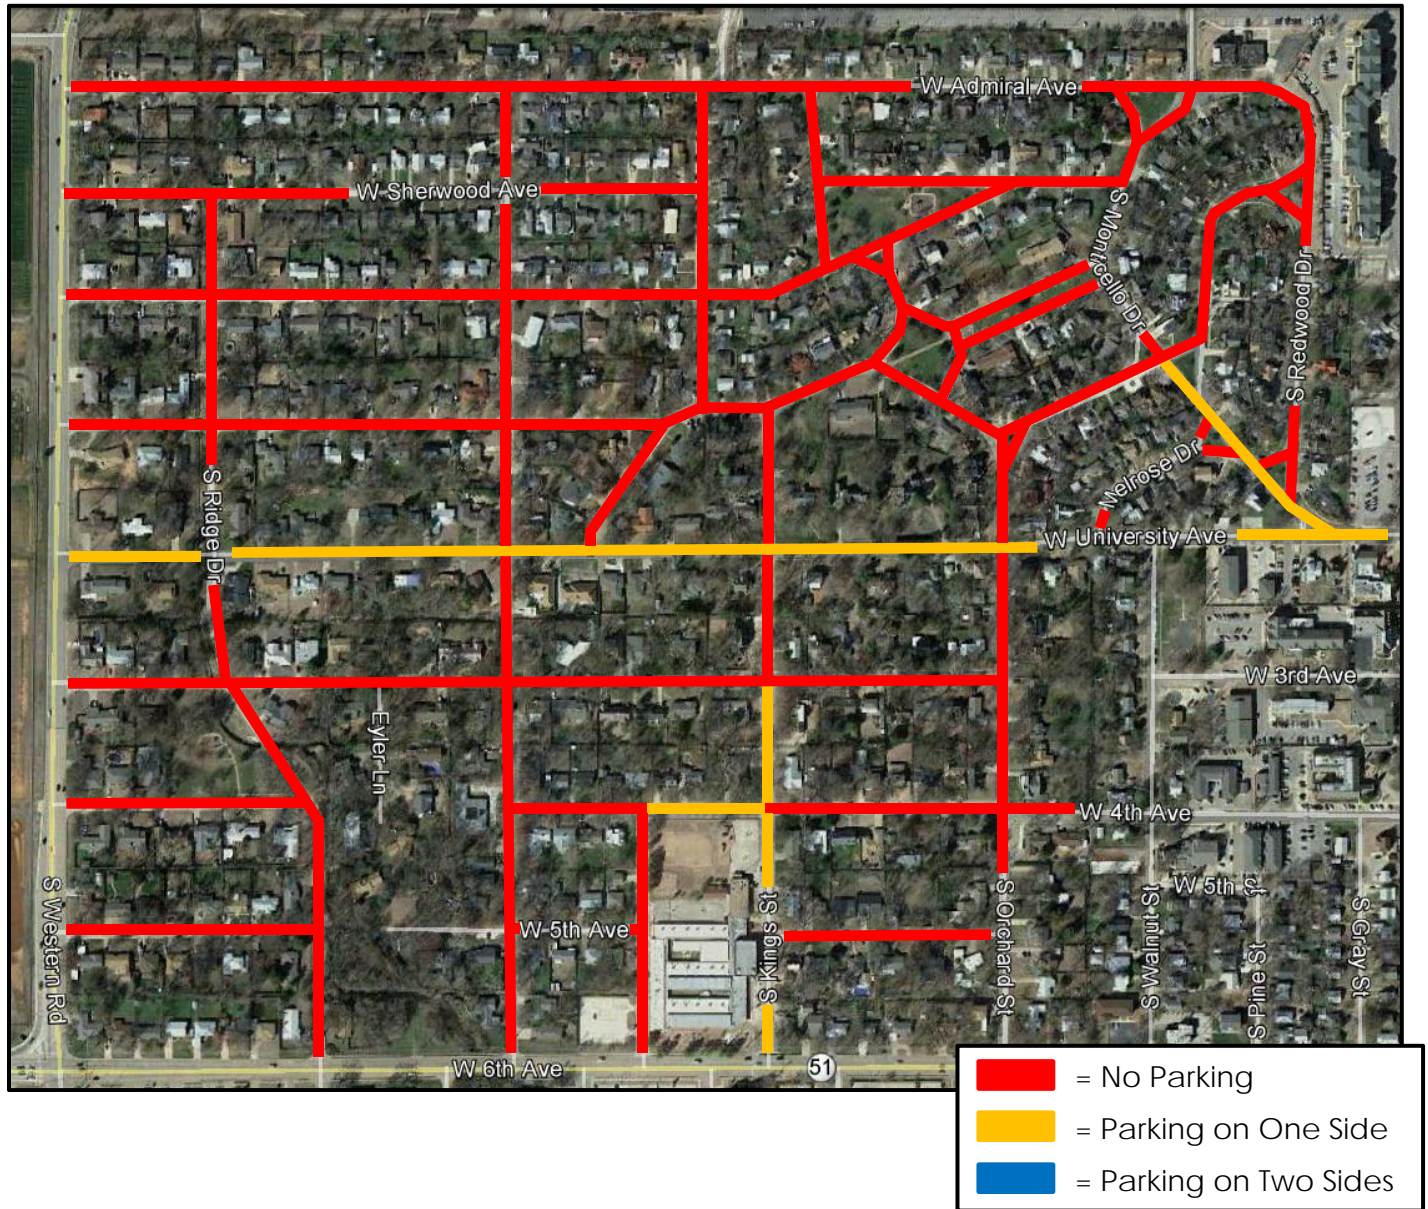 W Admiral Ave
W Sherwood Ave
S Monticello Dr
S Redwood Dr
S Ridge Dr
Melrose Dr
W University Ave
W 3rd Ave
Eyler Ln
W 4th Ave
S Western Rd
W 5th Ave
S Kings St
S Orchard St
S Walnut St
W 5th Ct
S Pine St
S Gray St
W 6th Ave
51
= No Parking
= Parking on One Side
= Parking on Two Sides